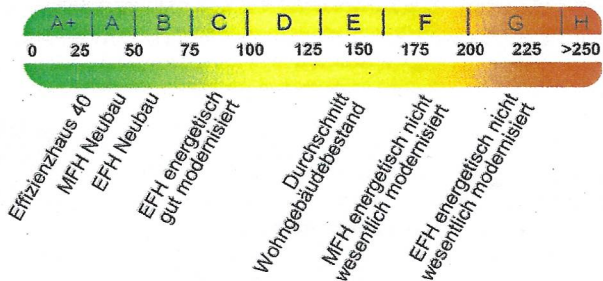 A+ A B C D E F G H
0 25 50 75 100 125 150 175 200 225 >250
Effizienzhaus 40
MFH Neubau
EFH Neubau
EFH energetisch
gut modernisiert
Durchschnitt
Wohngebäudebestand
MFH energetisch nicht
wesentlich modernisiert
EFH energetisch nicht
wesentlich modernisiert